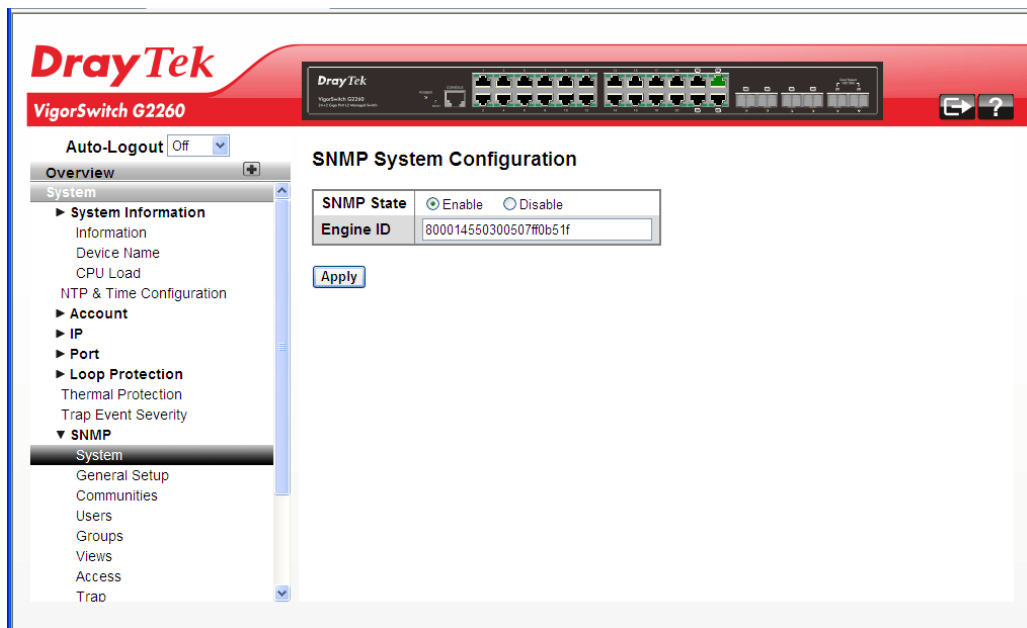 DrayTek
VigorSwitch G2260
DrayTek
VigorSwitch G2260
CONSOLE
Auto-Logout Off
Overview
System
► System Information
Information
Device Name
CPU Load
NTP & Time Configuration
► Account
► IP
► Port
► Loop Protection
Thermal Protection
Trap Event Severity
▼ SNMP
System
General Setup
Communities
Users
Groups
Views
Access
Trap
SNMP System Configuration
SNMP State Enable Disable
Engine ID 800014550300507ff0b51f
Apply